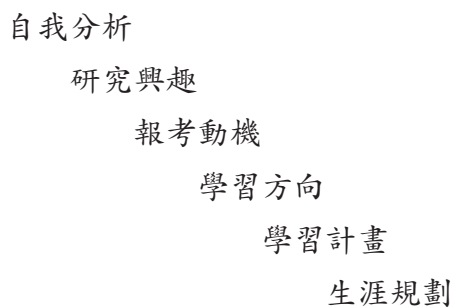 自我分析
研究興趣
報考動機
學習方向
學習計畫
生涯規劃